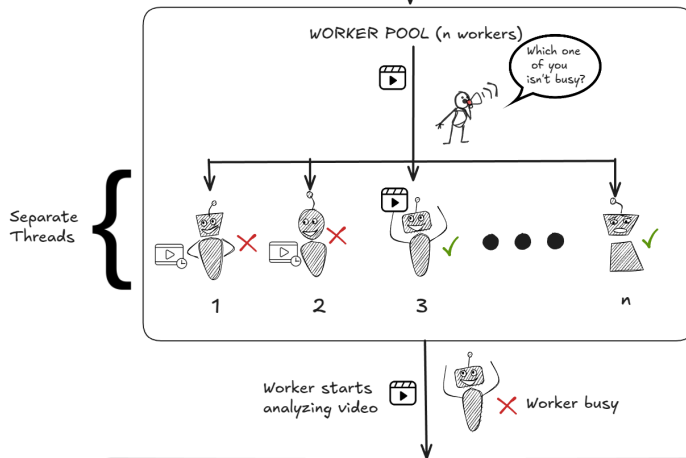 WORKER POOL (n workers)
Which one
of you
isn't busy?
Separate
Threads
1
2
3
n
Worker starts
analyzing video
Worker busy